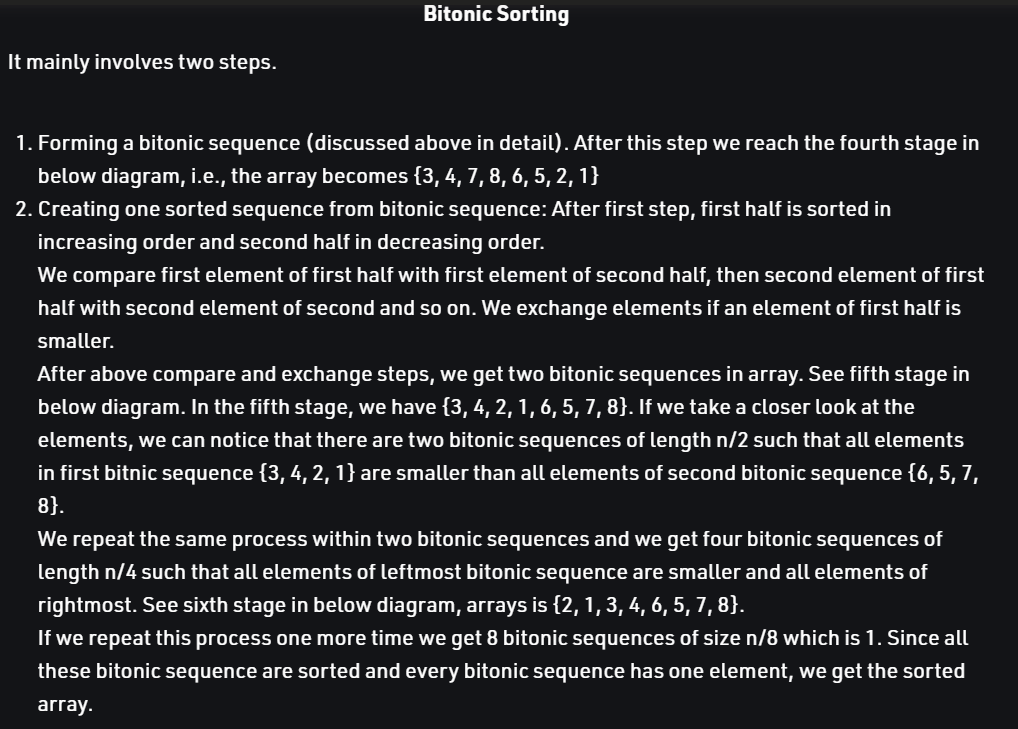 Bitonic Sorting
It mainly involves two steps.
1. Forming a bitonic sequence (discussed above in detail). After this step we reach the fourth stage in
below diagram, i.e., the array becomes {3, 4, 7, 8, 6, 5, 2, 1}
2. Creating one sorted sequence from bitonic sequence: After first step, first half is sorted in
increasing order and second half in decreasing order.
We compare first element of first half with first element of second half, then second element of first
half with second element of second and so on. We exchange elements if an element of first half is
smaller.
After above compare and exchange steps, we get two bitonic sequences in array. See fifth stage in
below diagram. In the fifth stage, we have {3, 4, 2, 1, 6, 5, 7, 8}. If we take a closer look at the
elements, we can notice that there are two bitonic sequences of length n/2 such that all elements
in first bitnic sequence {3, 4, 2, 1} are smaller than all elements of second bitonic sequence {6, 5, 7,
8}.
We repeat the same process within two bitonic sequences and we get four bitonic sequences of
length n/4 such that all elements of leftmost bitonic sequence are smaller and all elements of
rightmost. See sixth stage in below diagram, arrays is {2, 1, 3, 4, 6, 5, 7, 8}.
If we repeat this process one more time we get 8 bitonic sequences of size n/8 which is 1. Since all
these bitonic sequence are sorted and every bitonic sequence has one element, we get the sorted
array.